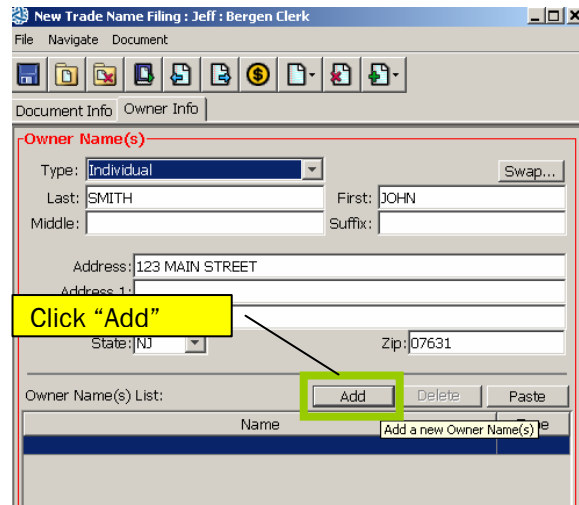 New Trade Name Filing : Jeff : Bergen Clerk
File Navigate Document
Document Info Owner Info
Owner Name(s)
Type: Individual Swap...
Last: SMITH First: JOHN
Middle: Suffix:
Address: 123 MAIN STREET
Address 1:
Click “Add”
State: NJ Zip: 07631
Owner Name(s) List: Add Delete Paste
Name
Add a new Owner Name(s)